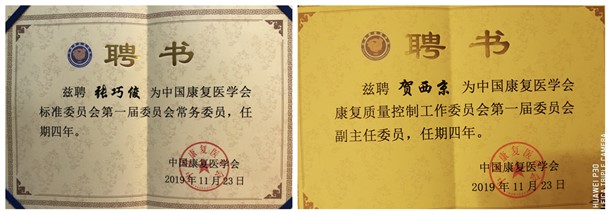 聘书
兹聘 张巧俊 为中国康复医学会
标准委员会第一届委员会常务委员，任
期四年。
中国康复医学会
2019年11月23日
聘书
兹聘 贺西京 为中国康复医学会
康复质量控制工作委员会第一届委员会
副主任委员，任期四年。
中国康复医学会
2019年11月23日
HUAWEI P30
LEICA TRIPLE CAMERA